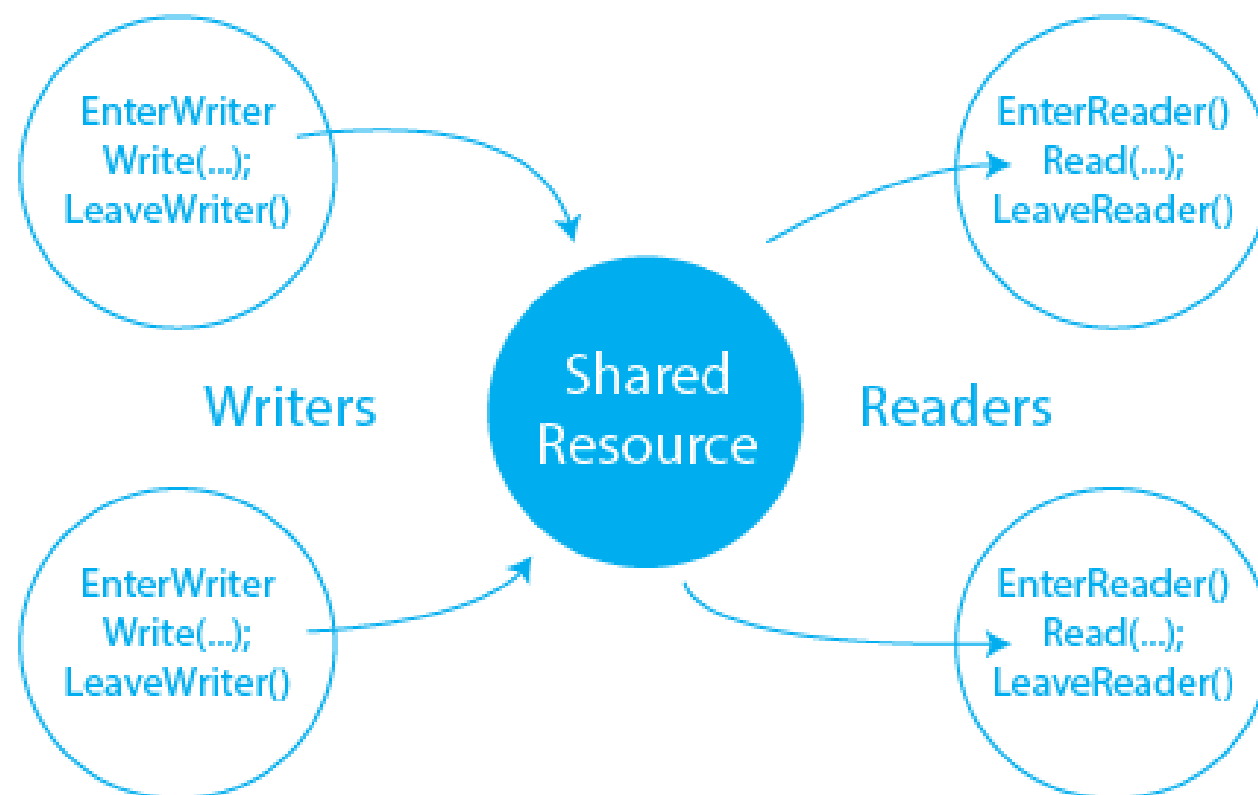 EnterWriter
Write(...);
LeaveWriter()
EnterReader()
Read(...);
LeaveReader()
Writers
Shared
Resource
Readers
EnterWriter
Write(...);
LeaveWriter()
EnterReader()
Read(...);
LeaveReader()